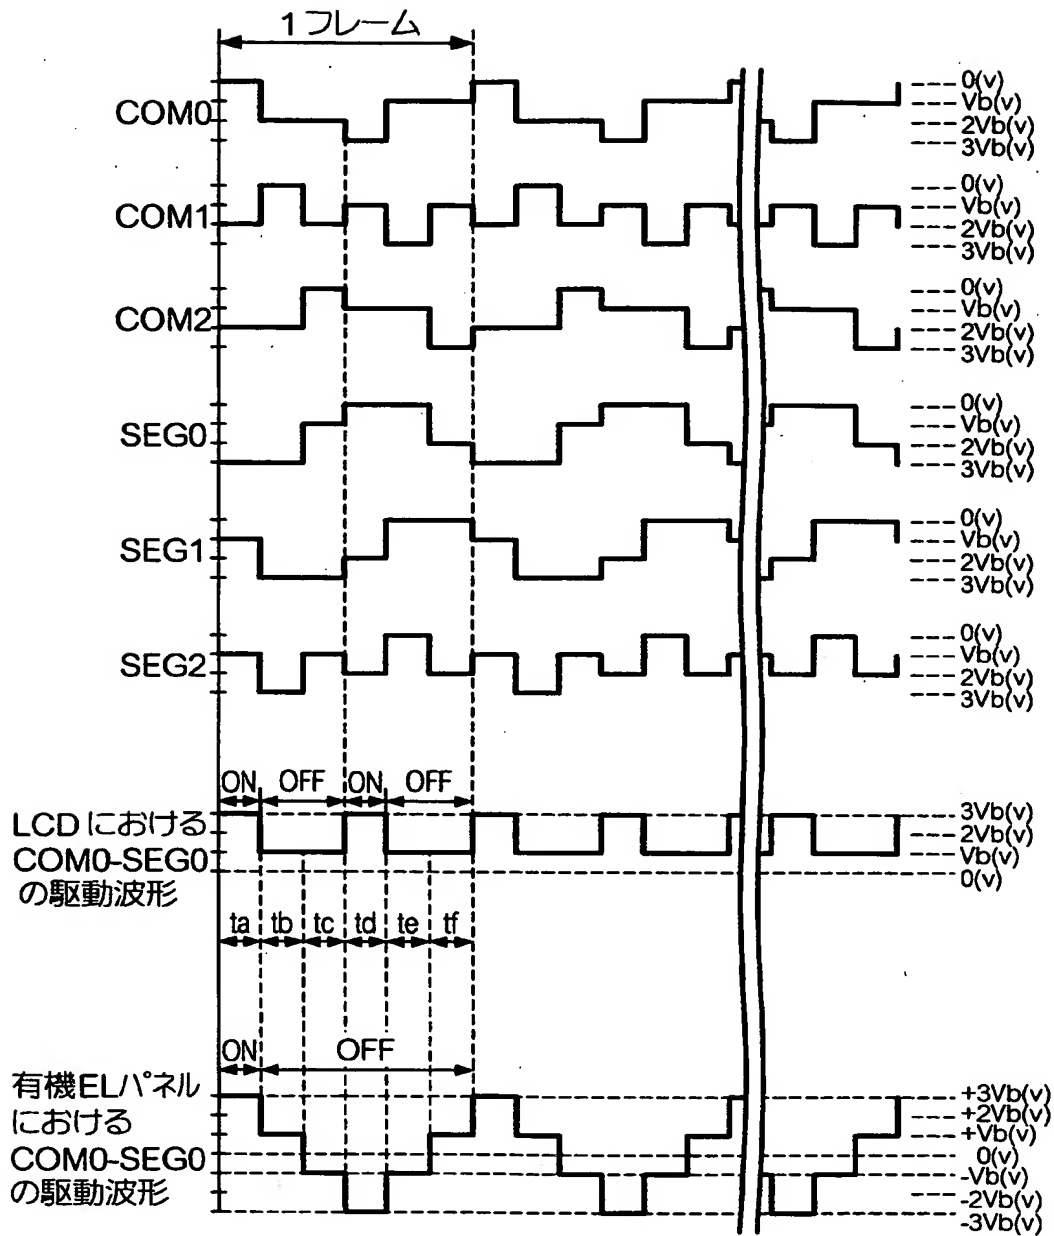 1フレーム
COM0
0(v)
Vb(v)
2Vb(v)
3Vb(v)
COM1
0(v)
Vb(v)
2Vb(v)
3Vb(v)
COM2
0(v)
Vb(v)
2Vb(v)
3Vb(v)
SEG0
0(v)
Vb(v)
2Vb(v)
3Vb(v)
SEG1
0(v)
Vb(v)
2Vb(v)
3Vb(v)
SEG2
0(v)
Vb(v)
2Vb(v)
3Vb(v)
ON OFF ON OFF
LCDにおける
COM0-SEG0
の駆動波形
3Vb(v)
2Vb(v)
Vb(v)
0(v)
ta tb tc td te tf
ON OFF
有機ELパネル
における
COM0-SEG0
の駆動波形
+3Vb(v)
+2Vb(v)
+Vb(v)
0(v)
-Vb(v)
-2Vb(v)
-3Vb(v)